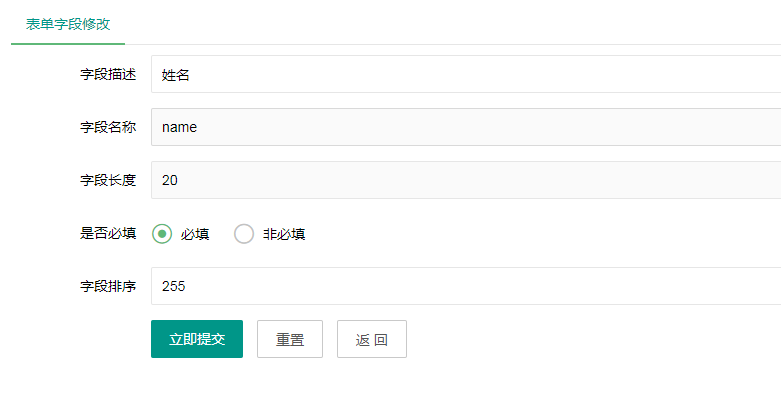 表单字段修改
字段描述 姓名
字段名称 name
字段长度 20
是否必填 必填 非必填
字段排序 255
立即提交 重置 返 回